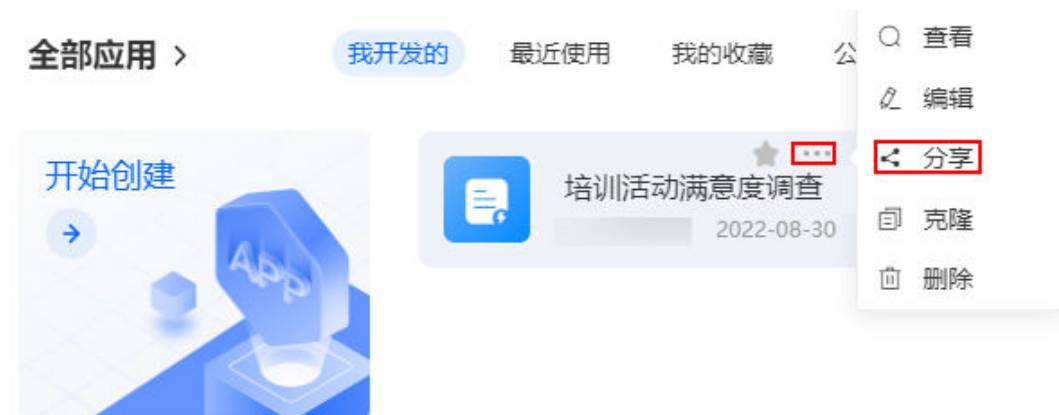 全部应用 >
我开发的 最近使用 我的收藏 公
开始创建
APP
培训活动满意度调查
2022-08-30
查看
编辑
分享
克隆
删除